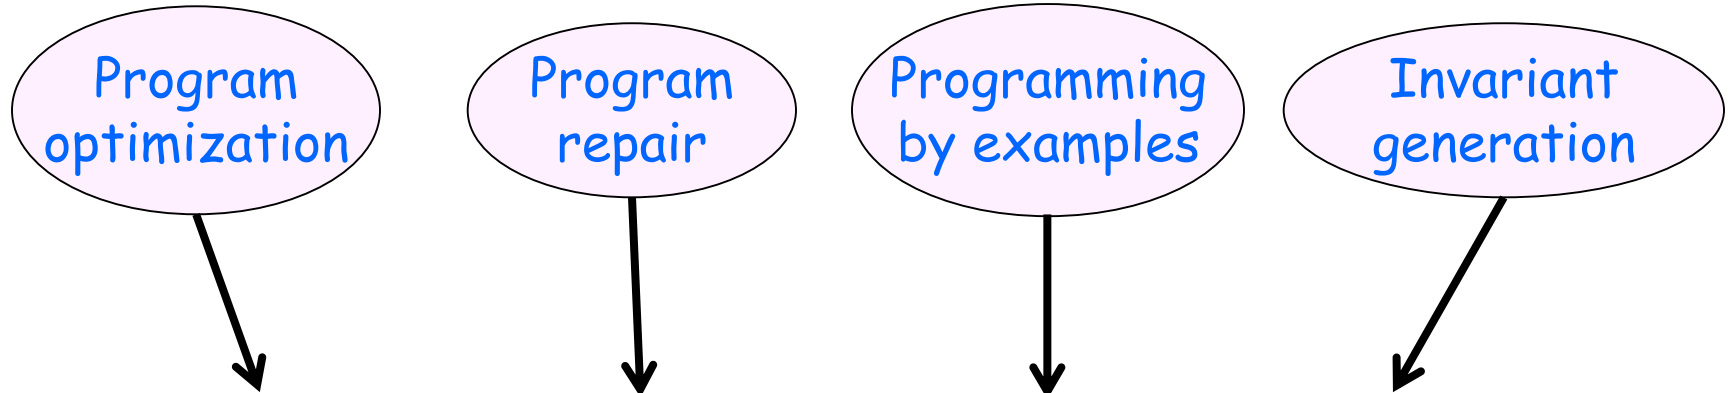 Program
optimization
Program
repair
Programming
by examples
Invariant
generation